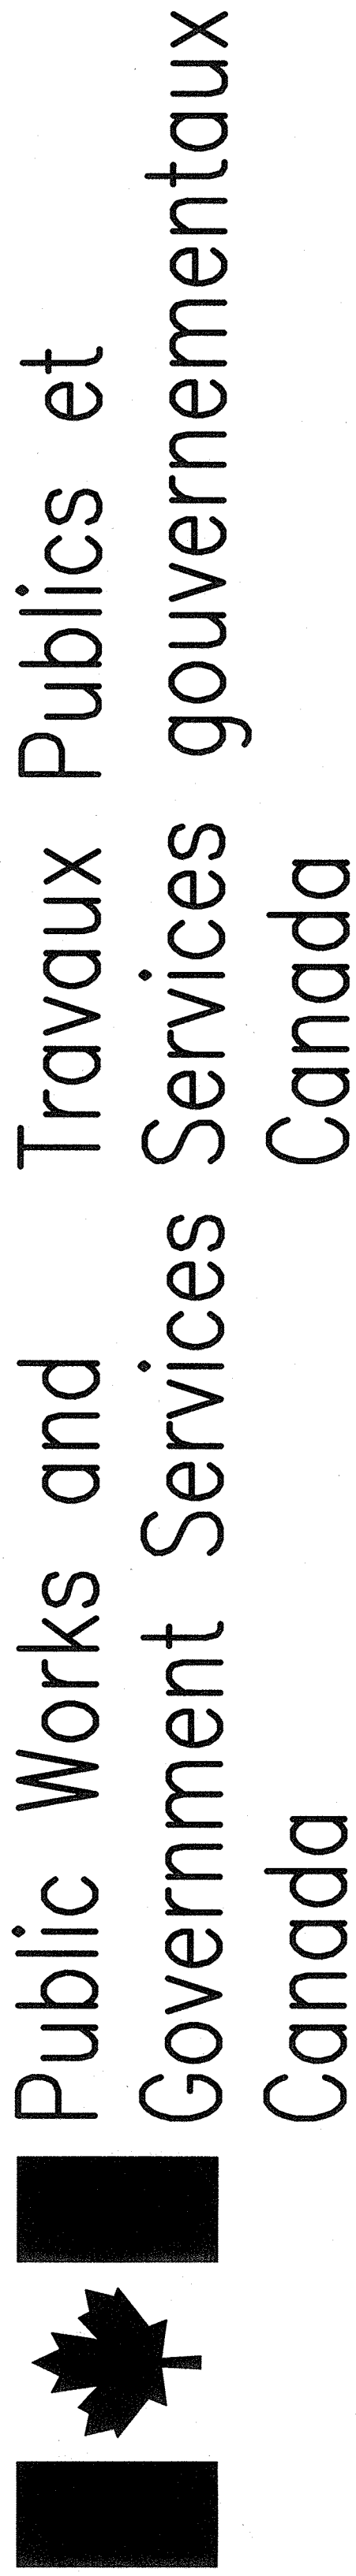 Public Works and
Government Services
Canada
Travaux Publics et
Services gouvernementaux
Canada